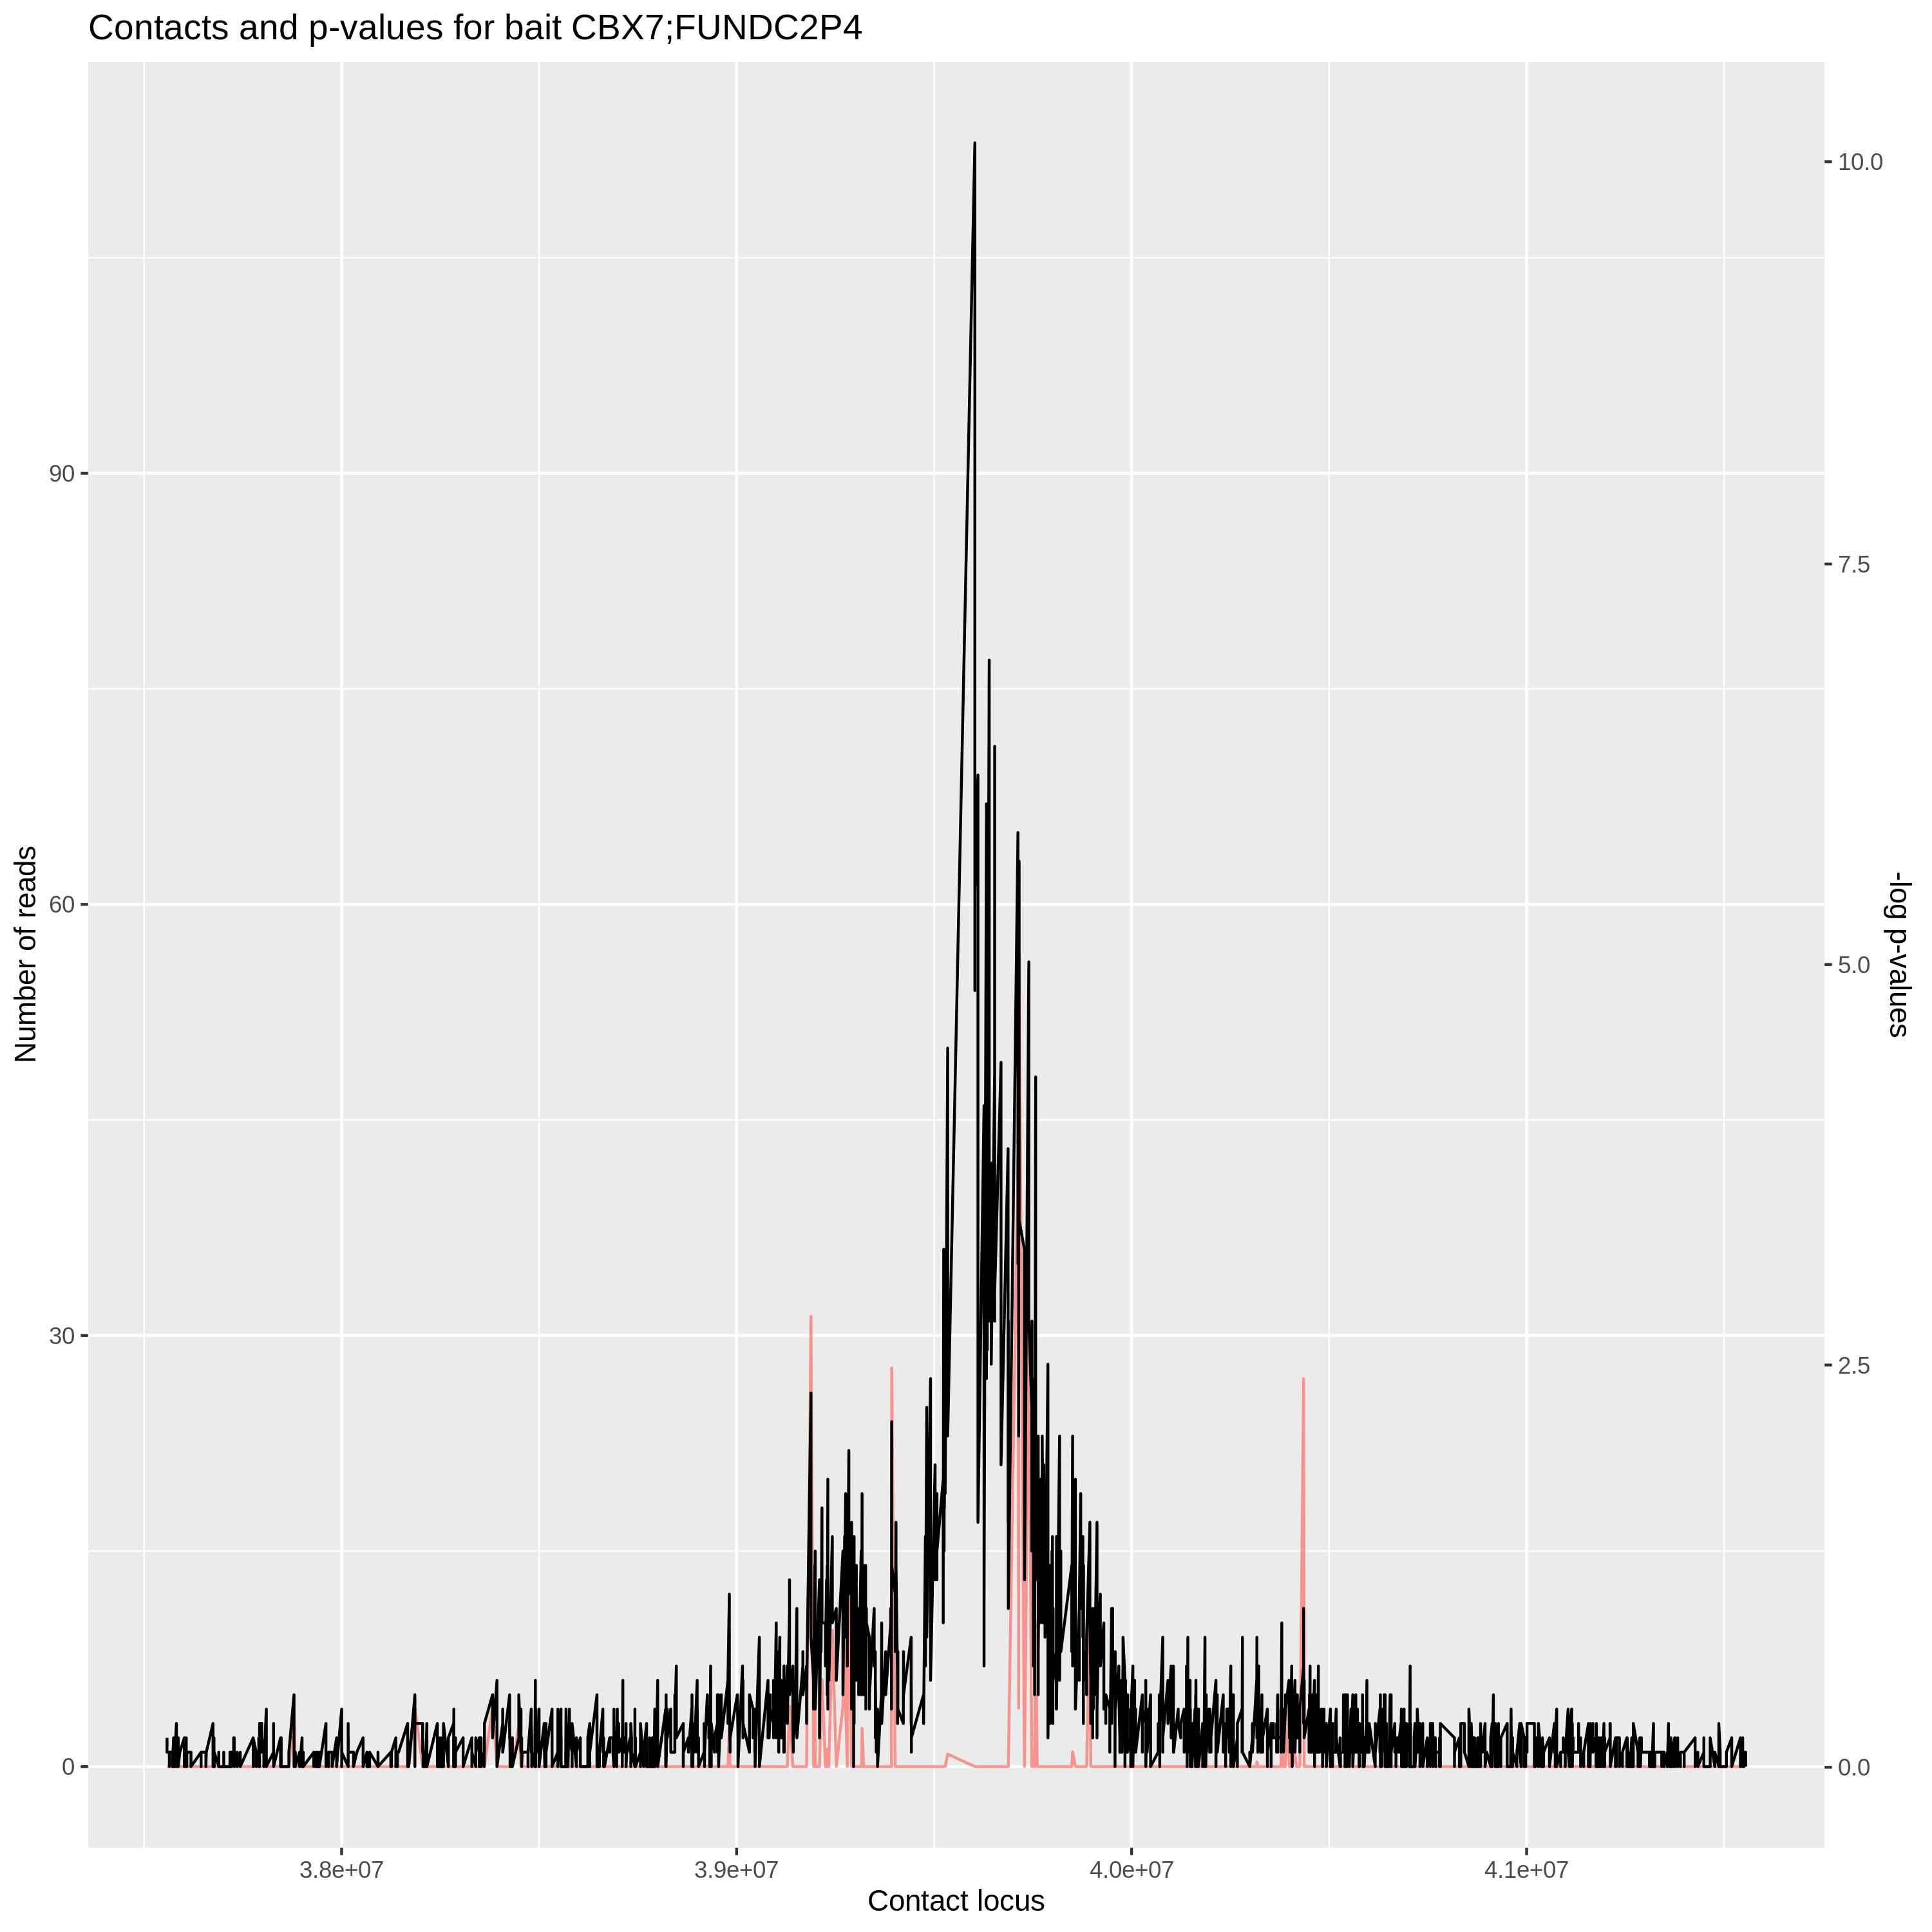 Contacts and p-values for bait CBX7;FUNDC2P4
Number of reads
90
60
30
0
10.0
7.5
5.0
2.5
0.0
-log p-values
3.8e+07
3.9e+07
4.0e+07
4.1e+07
Contact locus